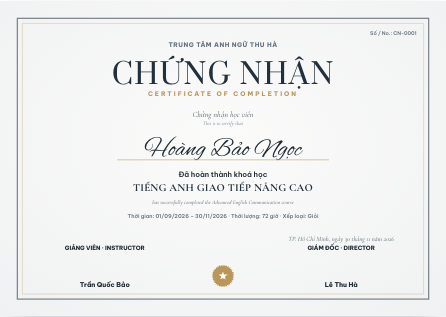 Số / No.: CN-0001
TRUNG TÂM ANH NGỮ THU HÀ
CHỨNG NHẬN
CERTIFICATE OF COMPLETION
Chứng nhận học viên
This is to certify that
Hoàng Bảo Ngọc
Đã hoàn thành khoá học
TIẾNG ANH GIAO TIẾP NÂNG CAO
has successfully completed the Advanced English Communication course
Thời gian: 01/09/2026 – 30/11/2026 · Thời lượng: 72 giờ · Xếp loại: Giỏi
TP. Hồ Chí Minh, ngày 30 tháng 11 năm 2026
GIẢNG VIÊN · INSTRUCTOR
GIÁM ĐỐC · DIRECTOR
Trần Quốc Bảo
Lê Thu Hà